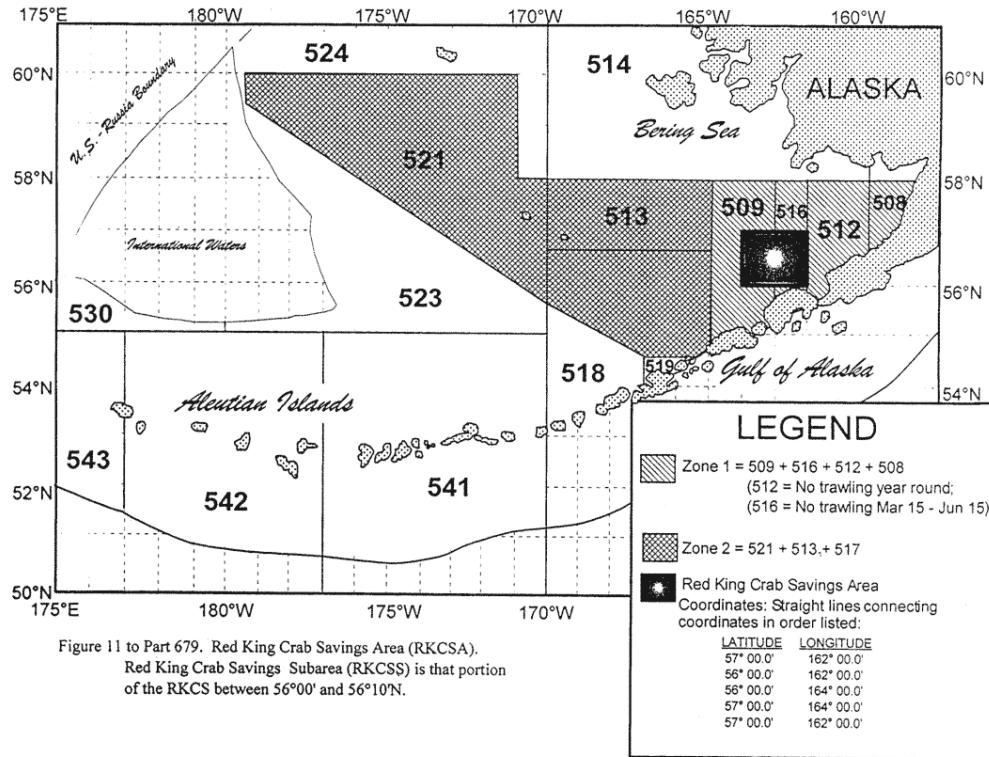 175°E 180°W 175°W 170°W 165°W 160°W
60°N
58°N
56°N
54°N
52°N
50°N
60°N
58°N
56°N
54°N
524
514
ALASKA
Bering Sea
U.S. - Russia Boundary
521
513
509
516
512
508
International Waters
530
523
518
519
Gulf of Alaska
Aleutian Islands
543
542
541
175°E 180°W 175°W 170°W
LEGEND
Zone 1 = 509 + 516 + 512 + 508
(512 = No trawling year round;
(516 = No trawling Mar 15 - Jun 15)
Zone 2 = 521 + 513,+ 517
Red King Crab Savings Area
Coordinates: Straight lines connecting
coordinates in order listed:
LATITUDE LONGITUDE
57° 00.0' 162° 00.0'
56° 00.0' 162° 00.0'
56° 00.0' 164° 00.0'
57° 00.0' 164° 00.0'
57° 00.0' 162° 00.0'
Figure 11 to Part 679. Red King Crab Savings Area (RKCSA).
Red King Crab Savings Subarea (RKCSS) is that portion
of the RKCS between 56°00' and 56°10'N.